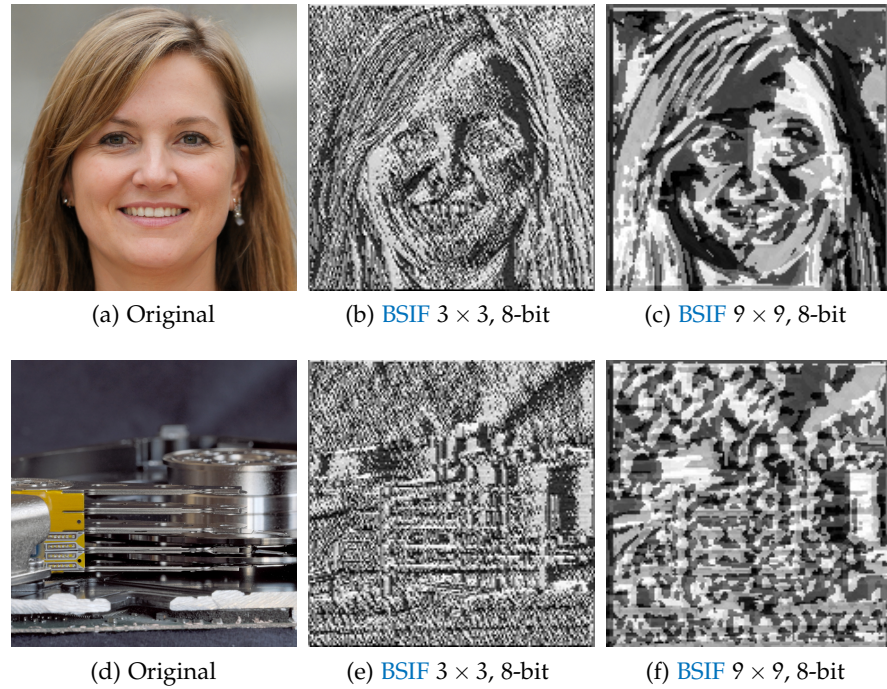 (a) Original
(b) BSIF 3 × 3, 8-bit
(c) BSIF 9 × 9, 8-bit
(d) Original
(e) BSIF 3 × 3, 8-bit
(f) BSIF 9 × 9, 8-bit